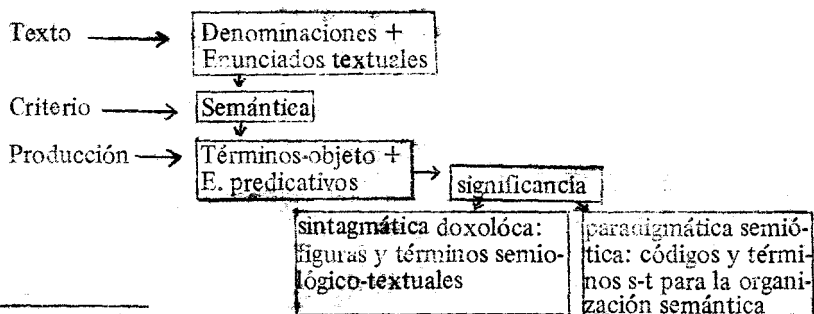 Texto
Denominaciones +
Enunciados textuales
Criterio
Semántica
Producción
Términos-objeto +
E. predicativos
significancia
sintagmática doxolóca:
figuras y términos semio-
lógico-textuales
paradigmática semió-
tica: códigos y térmi-
nos s-t para la organi-
zación semántica